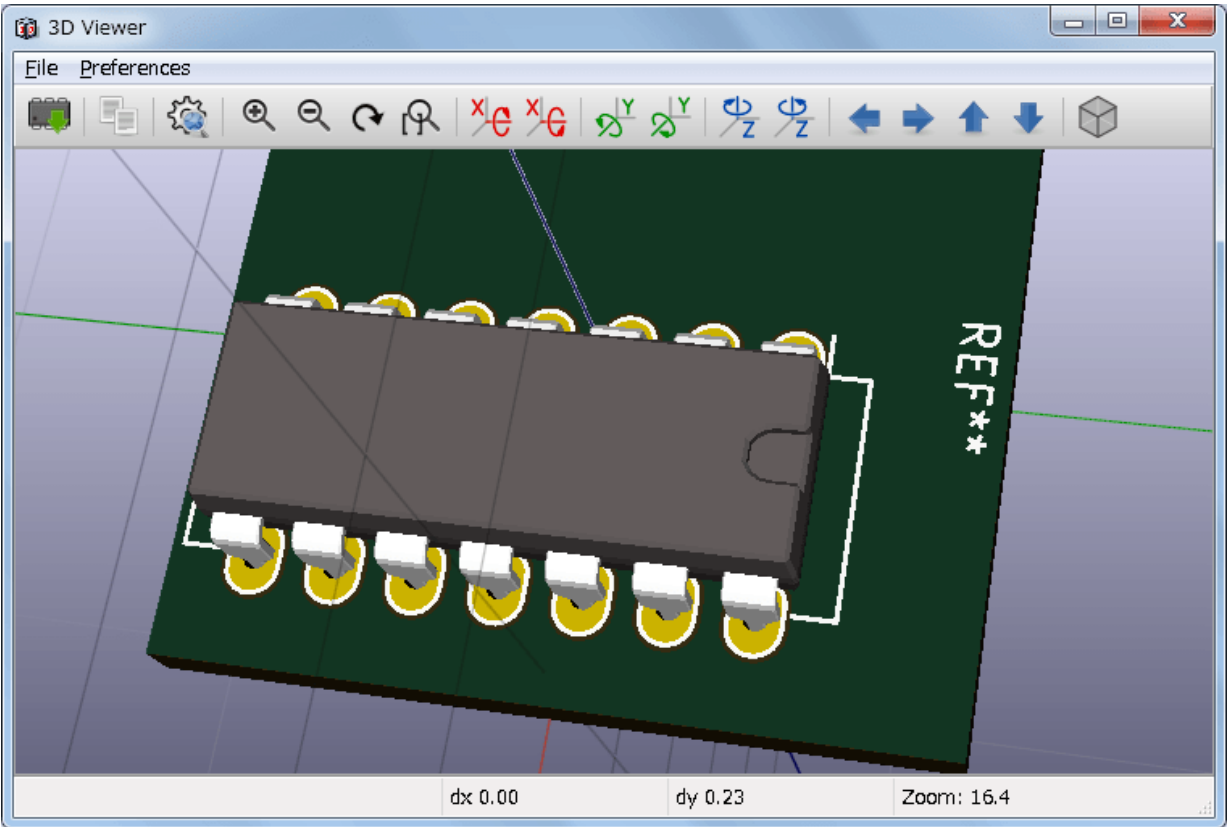 3D Viewer
File Preferences
X X Y Y Z Z
REF**
dx 0.00 dy 0.23 Zoom: 16.4